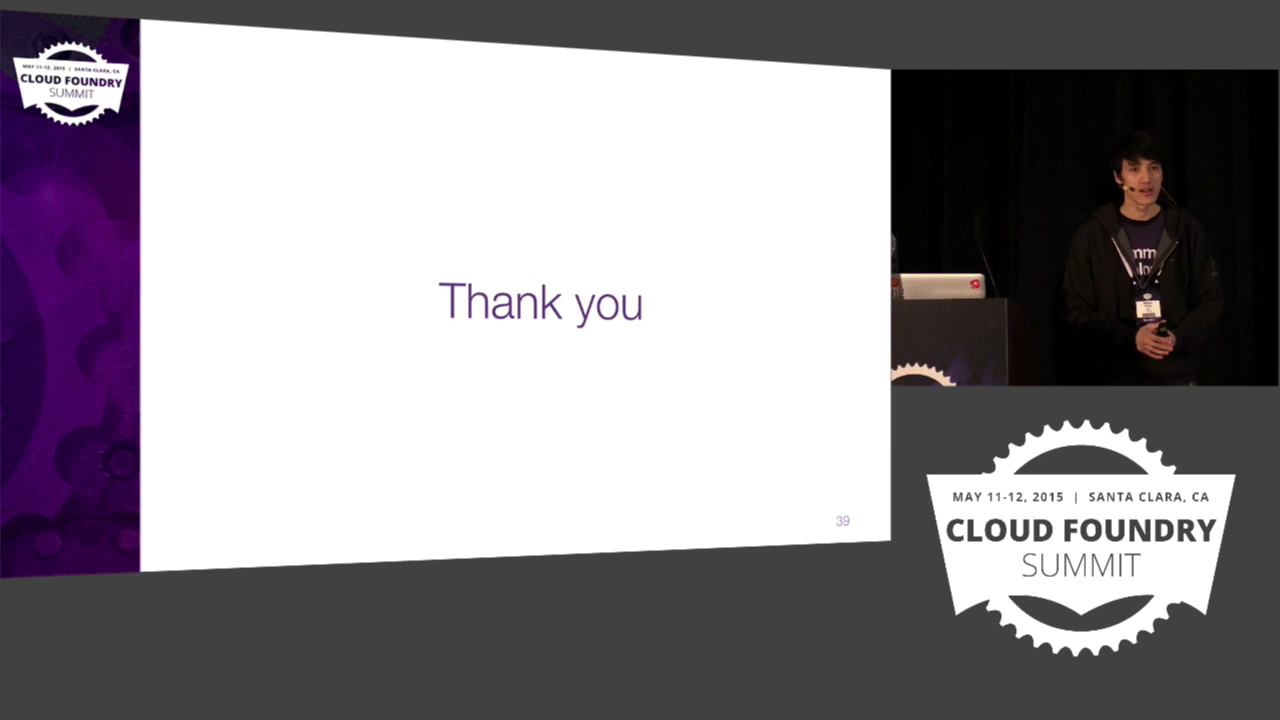 MAY 11-12, 2015 | SANTA CLARA, CA
CLOUD FOUNDRY
SUMMIT
Thank you
39
MAY 11-12, 2015 | SANTA CLARA, CA
CLOUD FOUNDRY
SUMMIT